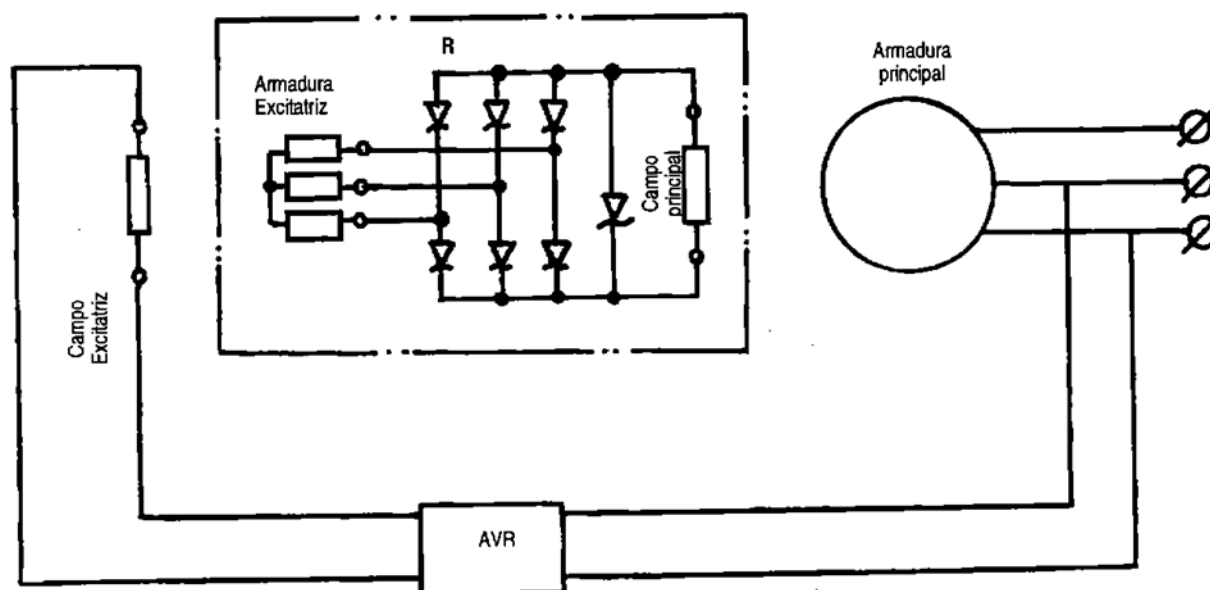 R
Armadura
Excitatriz
Campo
principal
Armadura
principal
Campo
Excitatriz
AVR